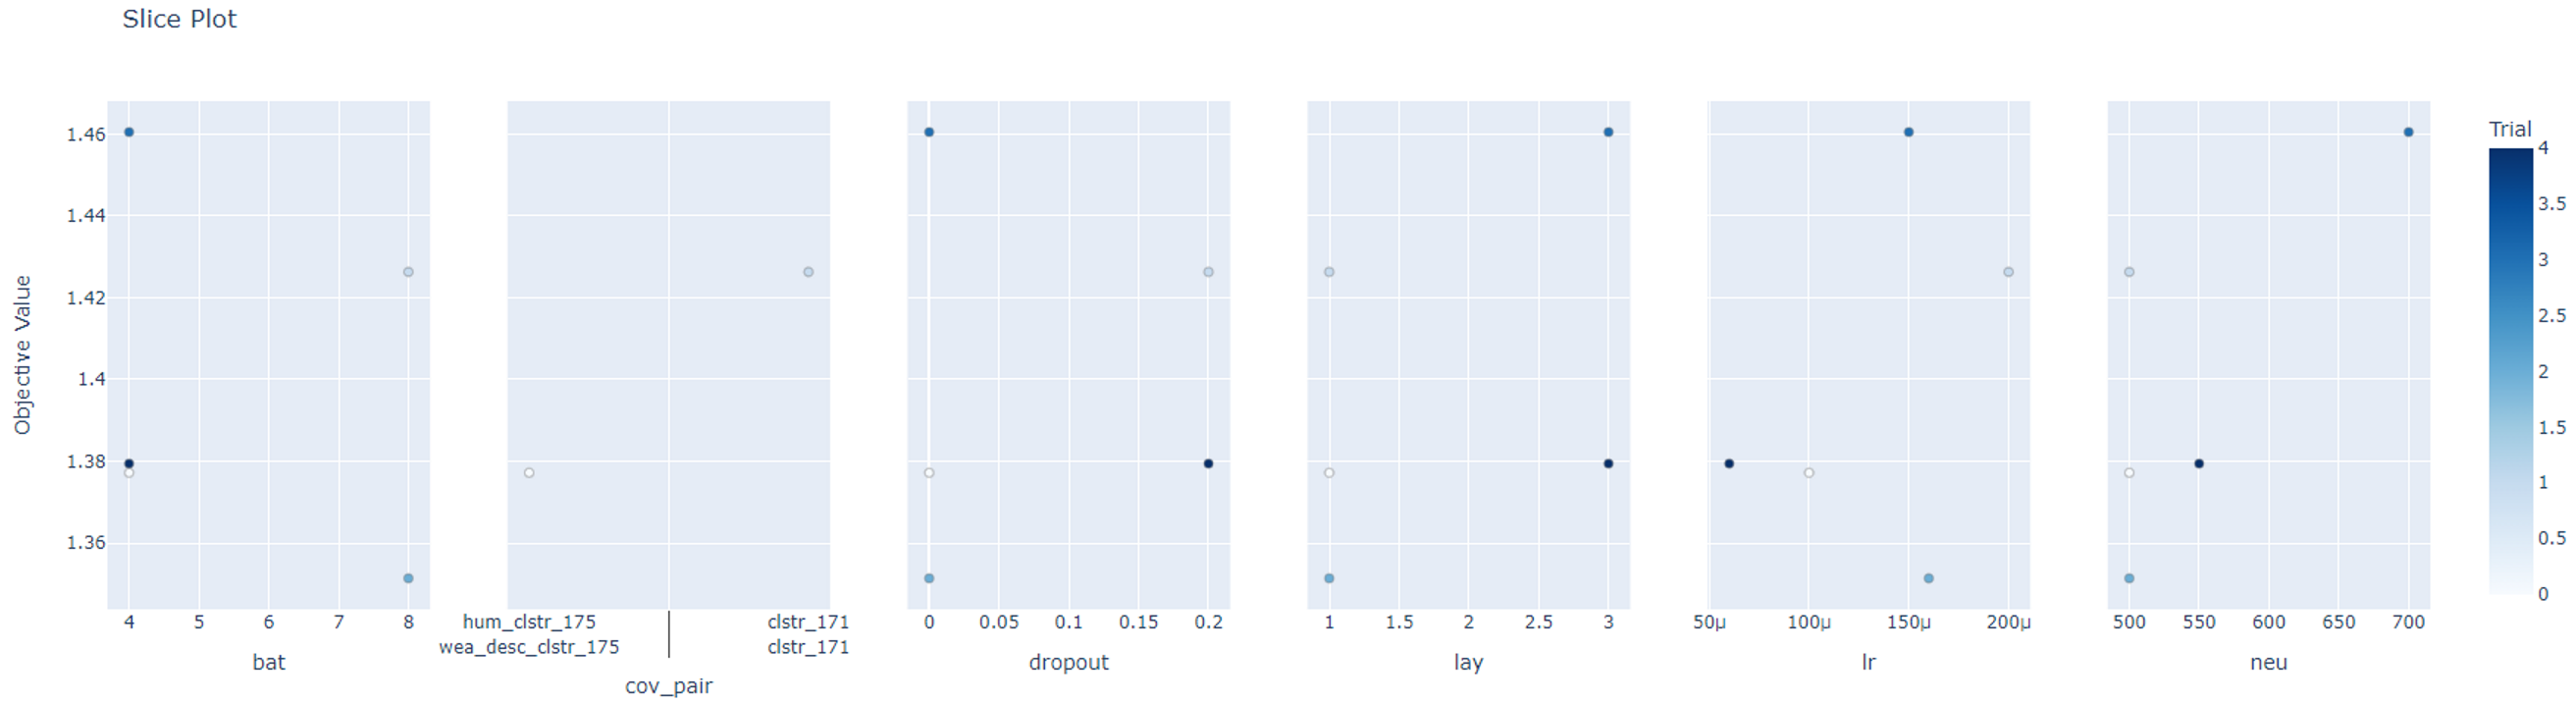 Slice Plot
Objective Value
1.46
1.44
1.42
1.4
1.38
1.36
4 5 6 7 8
bat
hum_clstr_175 clstr_171
wea_desc_clstr_175 clstr_171
cov_pair
0 0.05 0.1 0.15 0.2
dropout
1 1.5 2 2.5 3
lay
50μ 100μ 150μ 200μ
lr
500 550 600 650 700
neu
Trial
4
3.5
3
2.5
2
1.5
1
0.5
0